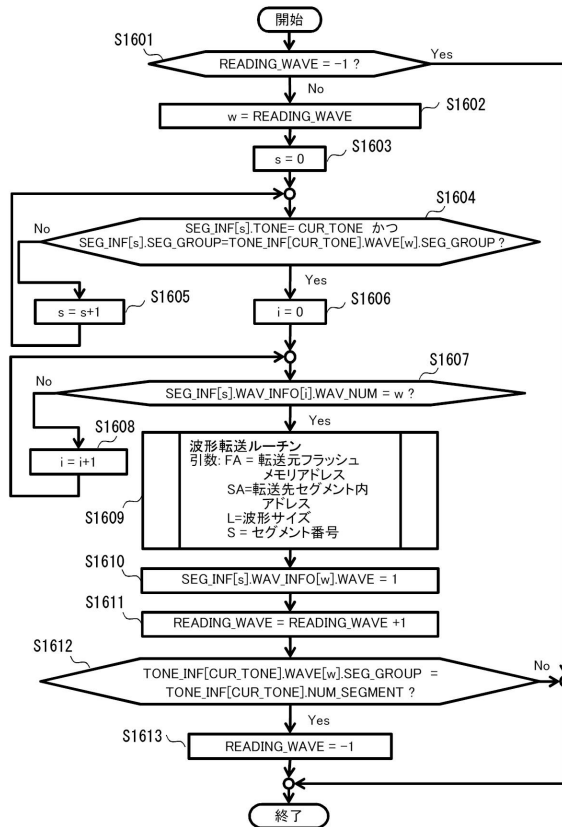 開始
S1601
READING_WAVE = -1 ?
Yes
No
S1602
w = READING_WAVE
S1603
s = 0
S1604
SEG_INF[s].TONE= CUR_TONE かつ
SEG_INF[s].SEG_GROUP=TONE_INF[CUR_TONE].WAVE[w].SEG_GROUP ?
No
Yes
S1605
s = s+1
S1606
i = 0
S1607
SEG_INF[s].WAV_INFO[i].WAV_NUM = w ?
No
Yes
S1608
i = i+1
S1609
波形転送ルーチン
引数: FA = 転送元フラッシュ
メモリアドレス
SA=転送先セグメント内
アドレス
L=波形サイズ
S = セグメント番号
S1610
SEG_INF[s].WAV_INFO[w].WAVE = 1
S1611
READING_WAVE = READING_WAVE +1
S1612
TONE_INF[CUR_TONE].WAVE[w].SEG_GROUP =
TONE_INF[CUR_TONE].NUM_SEGMENT ?
No
Yes
S1613
READING_WAVE = -1
終了